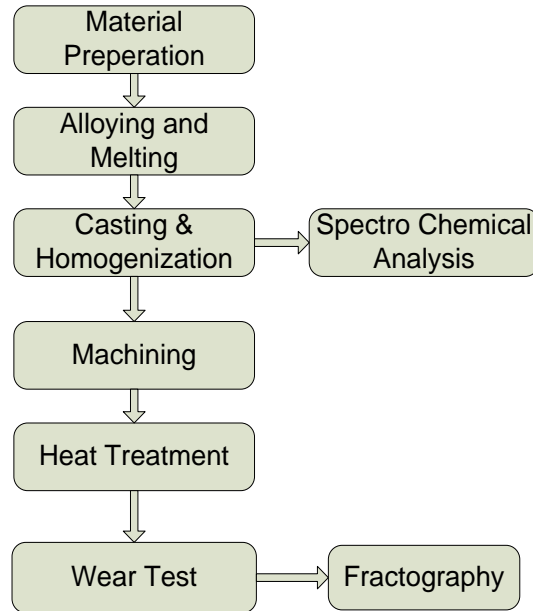 Material
Preperation
Alloying and
Melting
Casting &
Homogenization
Spectro Chemical
Analysis
Machining
Heat Treatment
Wear Test
Fractography